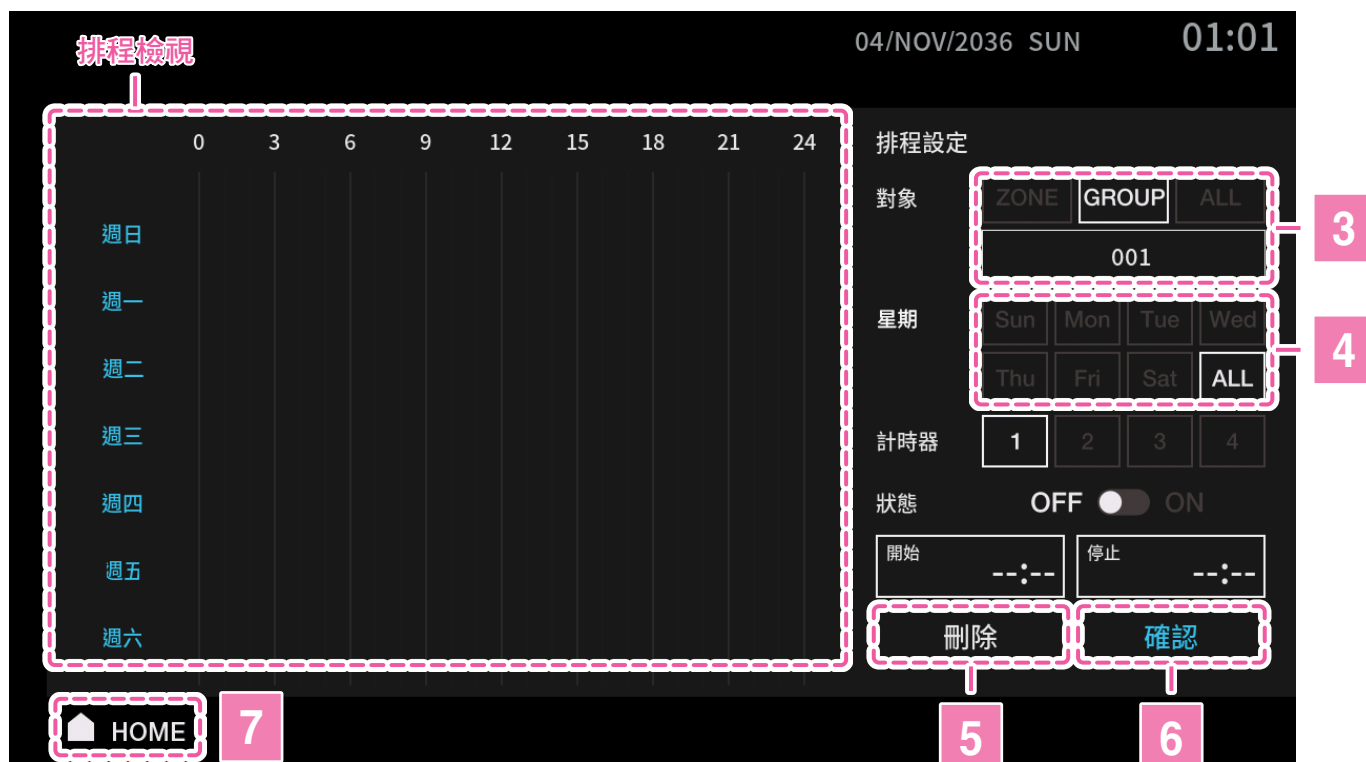 排程檢視
04/NOV/2036 SUN 01:01
0 3 6 9 12 15 18 21 24
週日
週一
週二
週三
週四
週五
週六
排程設定
對象 ZONE GROUP ALL
001
3
星期 Sun Mon Tue Wed
Thu Fri Sat ALL
4
計時器 1 2 3 4
狀態 OFF ON
開始 --:-- 停止 --:--
刪除 確認
5 6
HOME 7